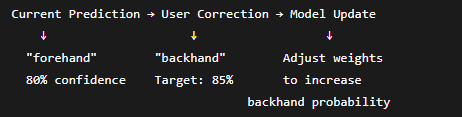 Current Prediction → User Correction → Model Update
↓ ↓ ↓
"forehand" "backhand" Adjust weights
80% confidence Target: 85% to increase
backhand probability